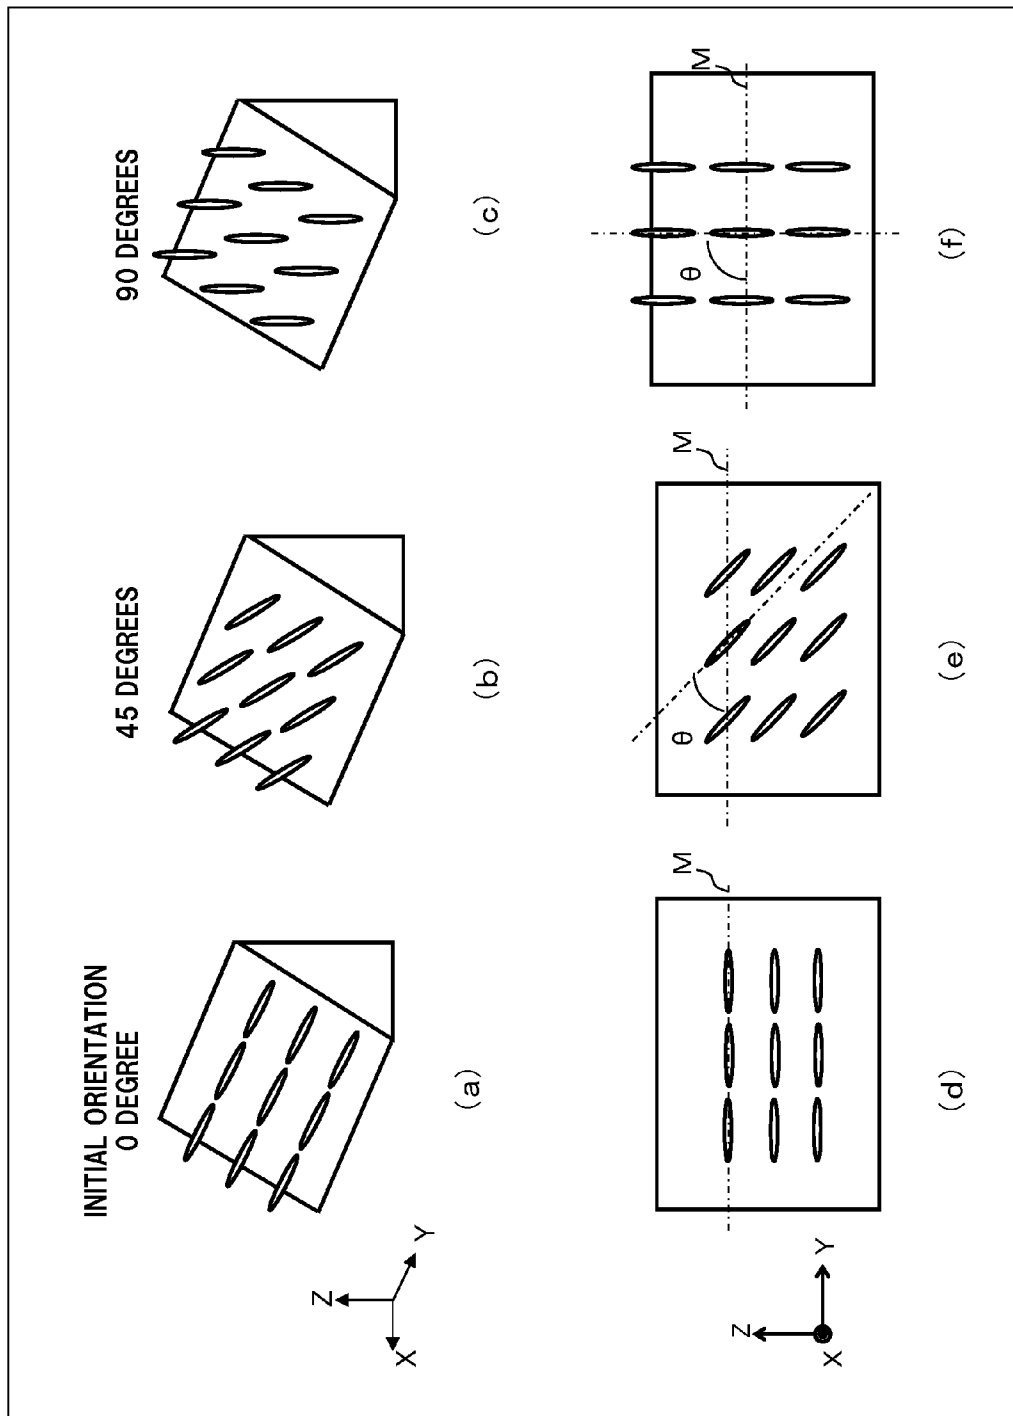 INITIAL ORIENTATION
0 DEGREE
45 DEGREES
90 DEGREES
Z
X
Y
(a)
(b)
(c)
M
M
M
θ
θ
Z
Y
X
(d)
(e)
(f)